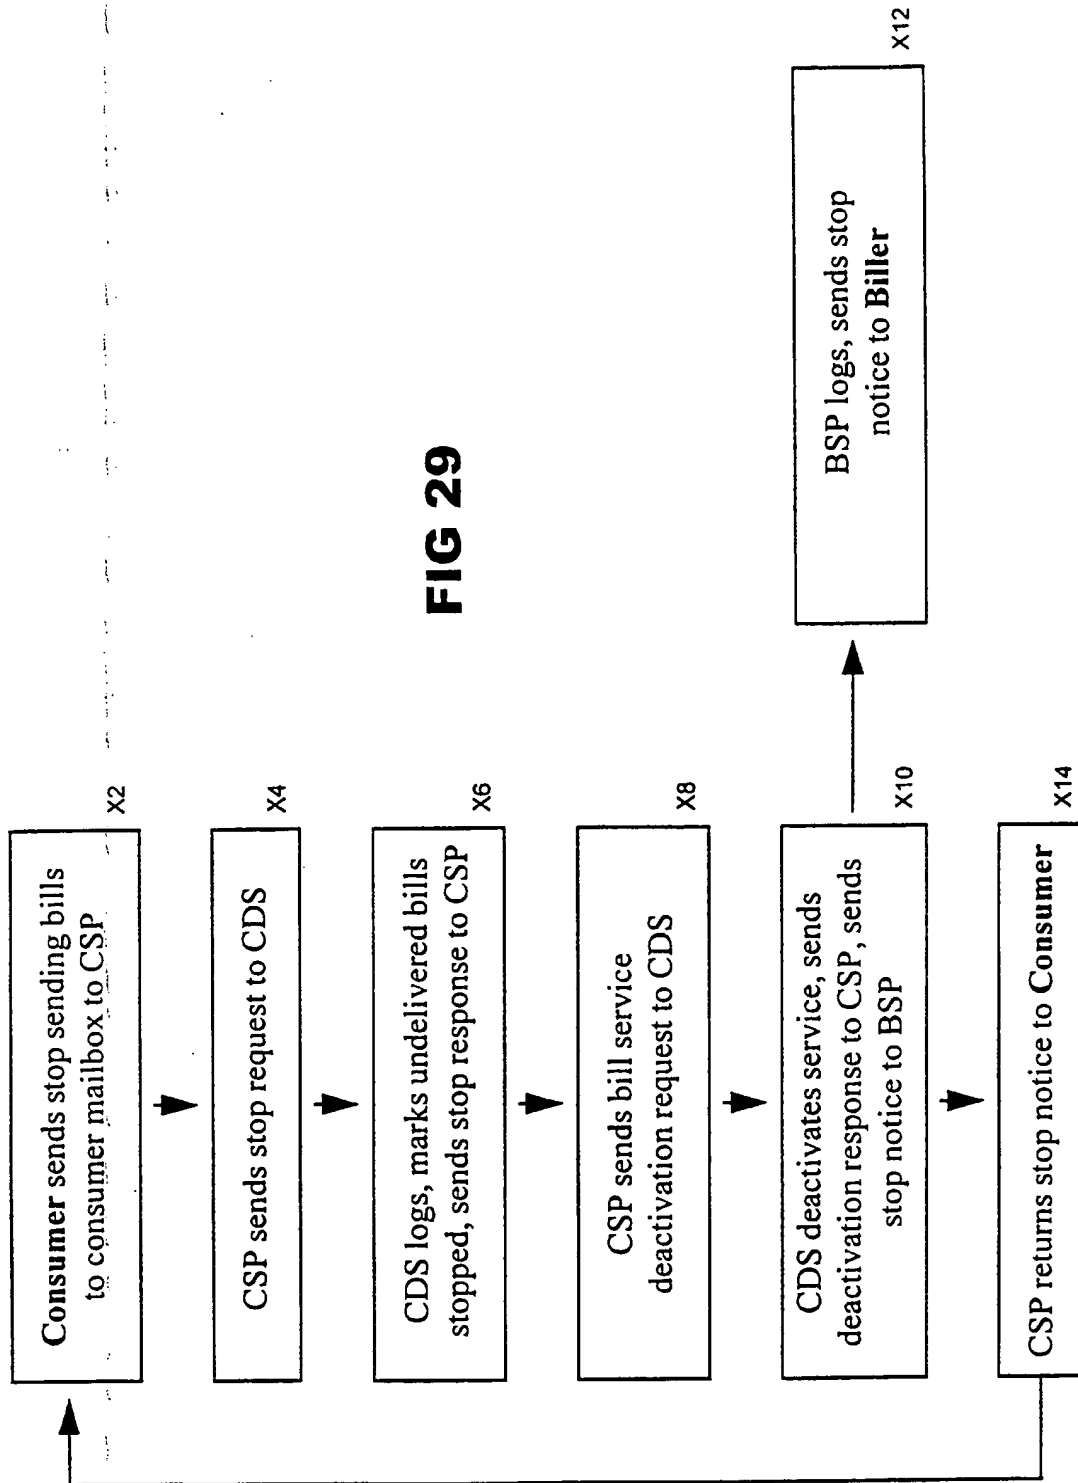 Consumer sends stop sending bills
to consumer mailbox to CSP
X2
CSP sends stop request to CDS
X4
CDS logs, marks undelivered bills
stopped, sends stop response to CSP
X6
CSP sends bill service
deactivation request to CDS
X8
CDS deactivates service, sends
deactivation response to CSP, sends
stop notice to BSP
X10
BSP logs, sends stop
notice to Biller
X12
CSP returns stop notice to Consumer
X14
FIG 29